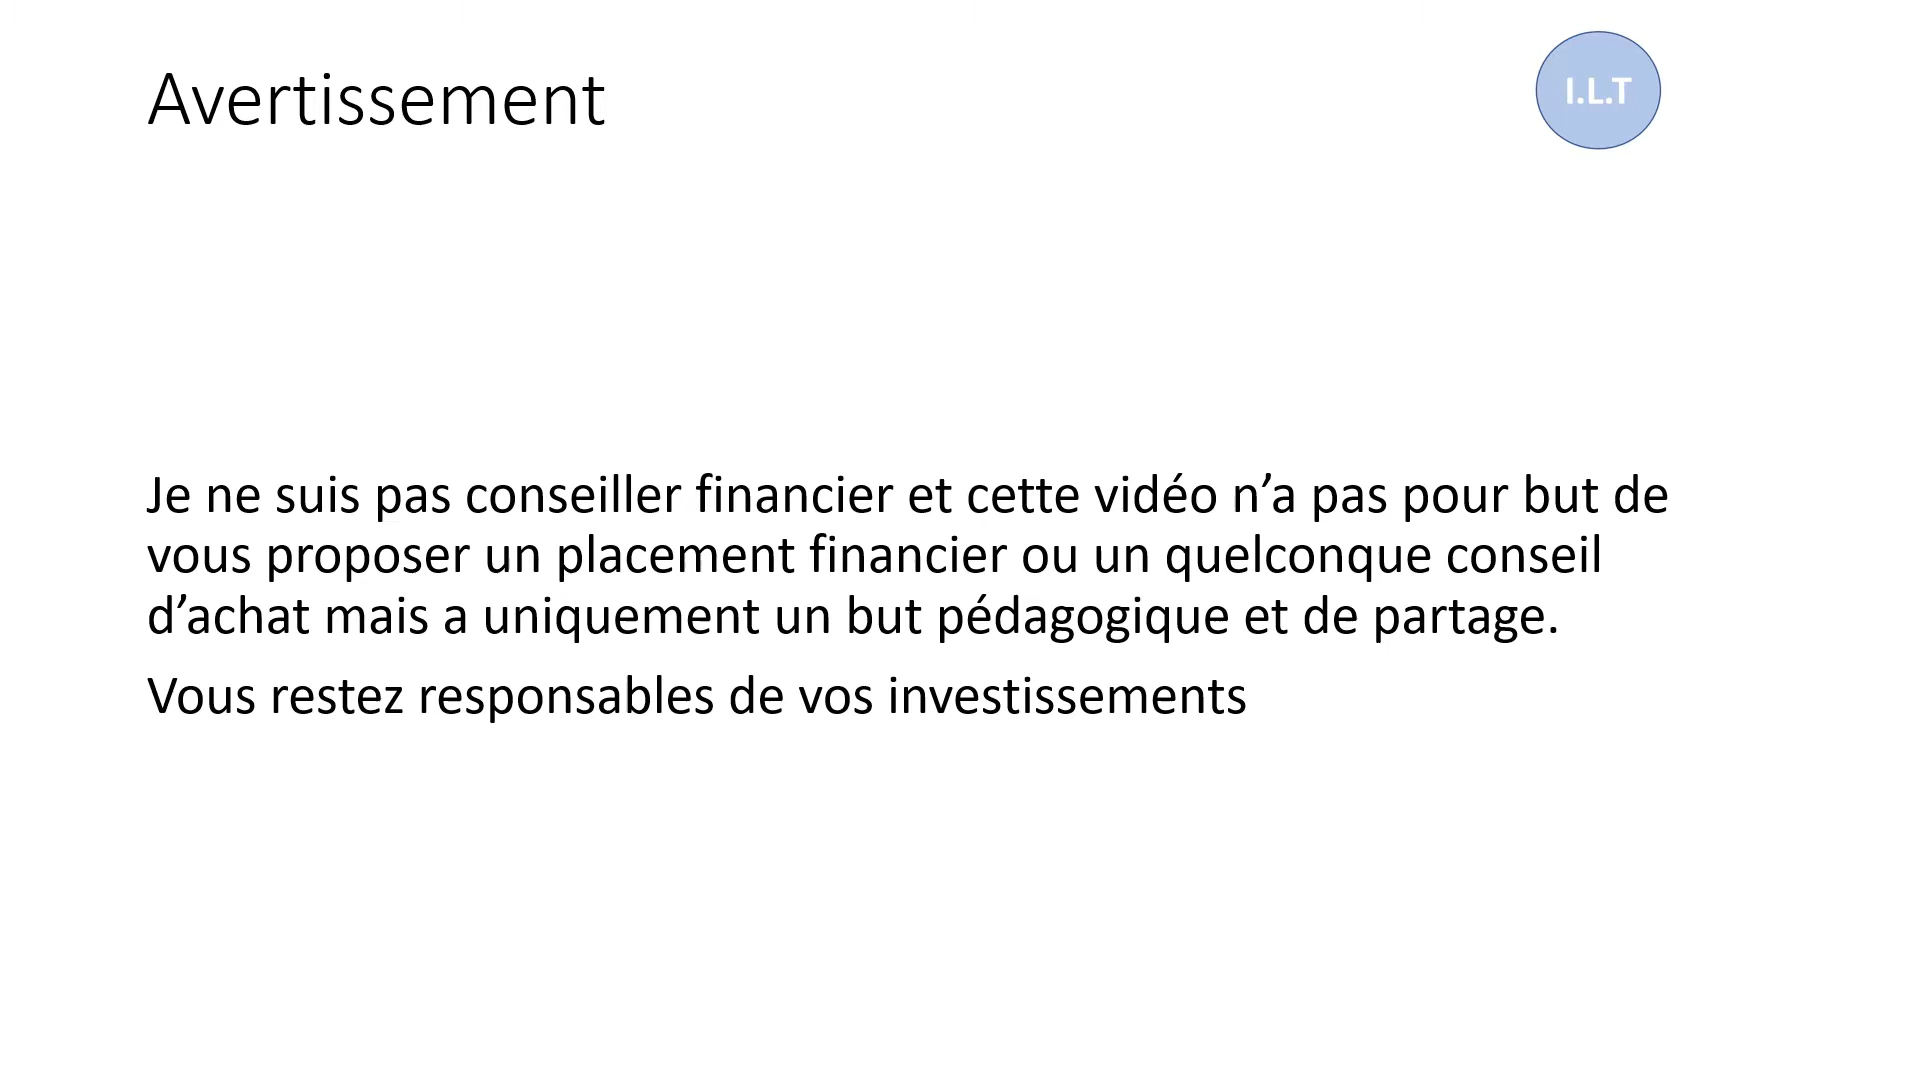 Avertissement
I.L.T
Je ne suis pas conseiller financier et cette vidéo n’a pas pour but de
vous proposer un placement financier ou un quelconque conseil
d’achat mais a uniquement un but pédagogique et de partage.
Vous restez responsables de vos investissements